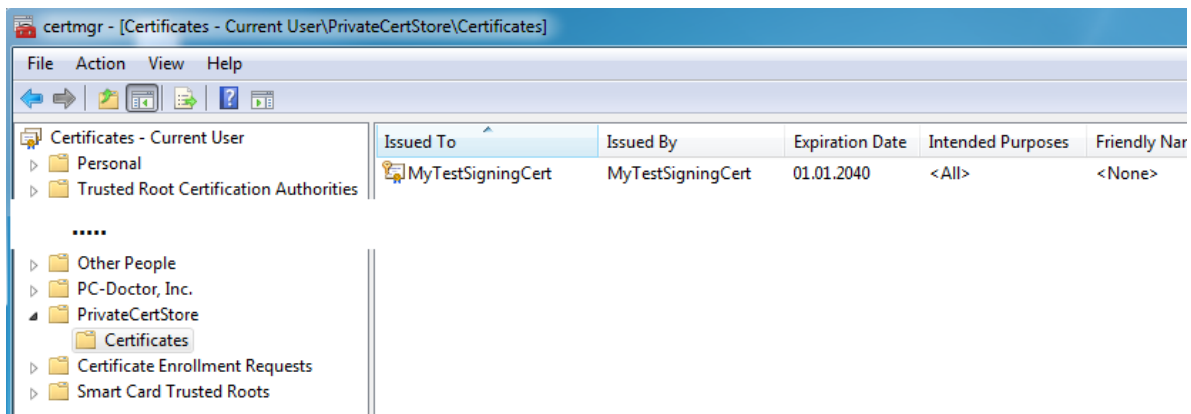 certmgr - [Certificates - Current User\PrivateCertStore\Certificates]
File Action View Help
Certificates - Current User
Personal
Trusted Root Certification Authorities
.....
Other People
PC-Doctor, Inc.
PrivateCertStore
Certificates
Certificate Enrollment Requests
Smart Card Trusted Roots
Issued To Issued By Expiration Date Intended Purposes Friendly Nar
MyTestSigningCert MyTestSigningCert 01.01.2040 <All> <None>